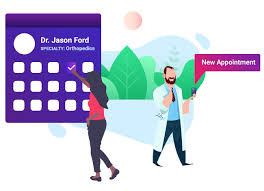 Dr. Jason Ford
SPECIALTY: Orthopedics
New Appointment